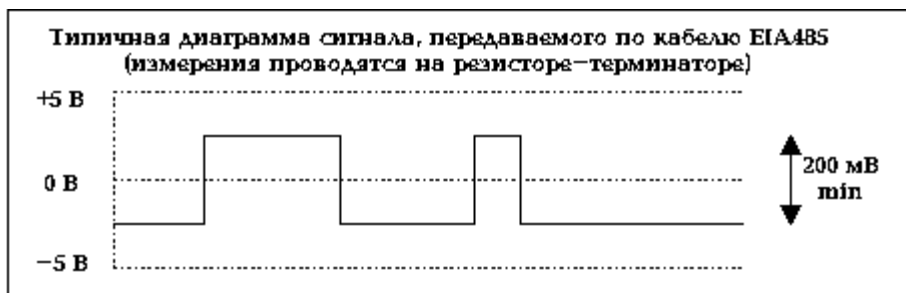 Типичная диаграмма сигнала, передаваемого по кабелю EIA485
(измерения проводятся на резисторе-терминаторе)
+5 В
0 В
200 мВ
min
−5 В